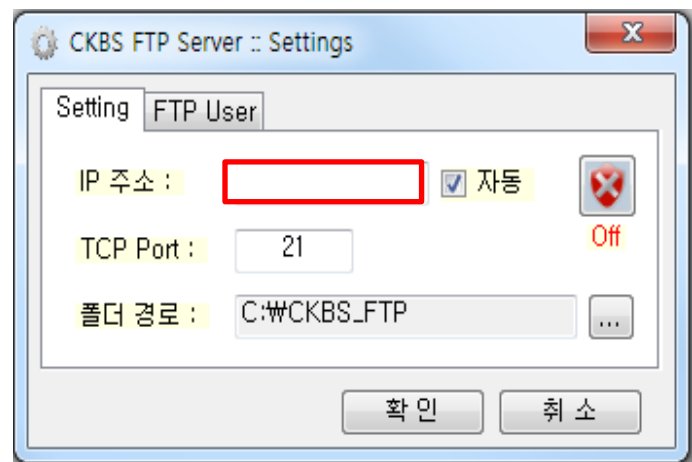 CKBS FTP Server :: Settings
Setting FTP User
IP 주소 : 자동
Off
TCP Port : 21
폴더 경로 : C:₩CKBS_FTP ...
확 인 취 소